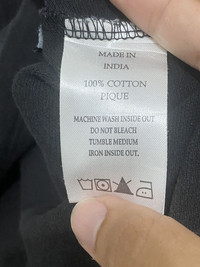 MADE IN
INDIA
100% COTTON
PIQUE
MACHINE WASH INSIDE OUT
DO NOT BLEACH
TUMBLE MEDIUM
IRON INSIDE OUT.